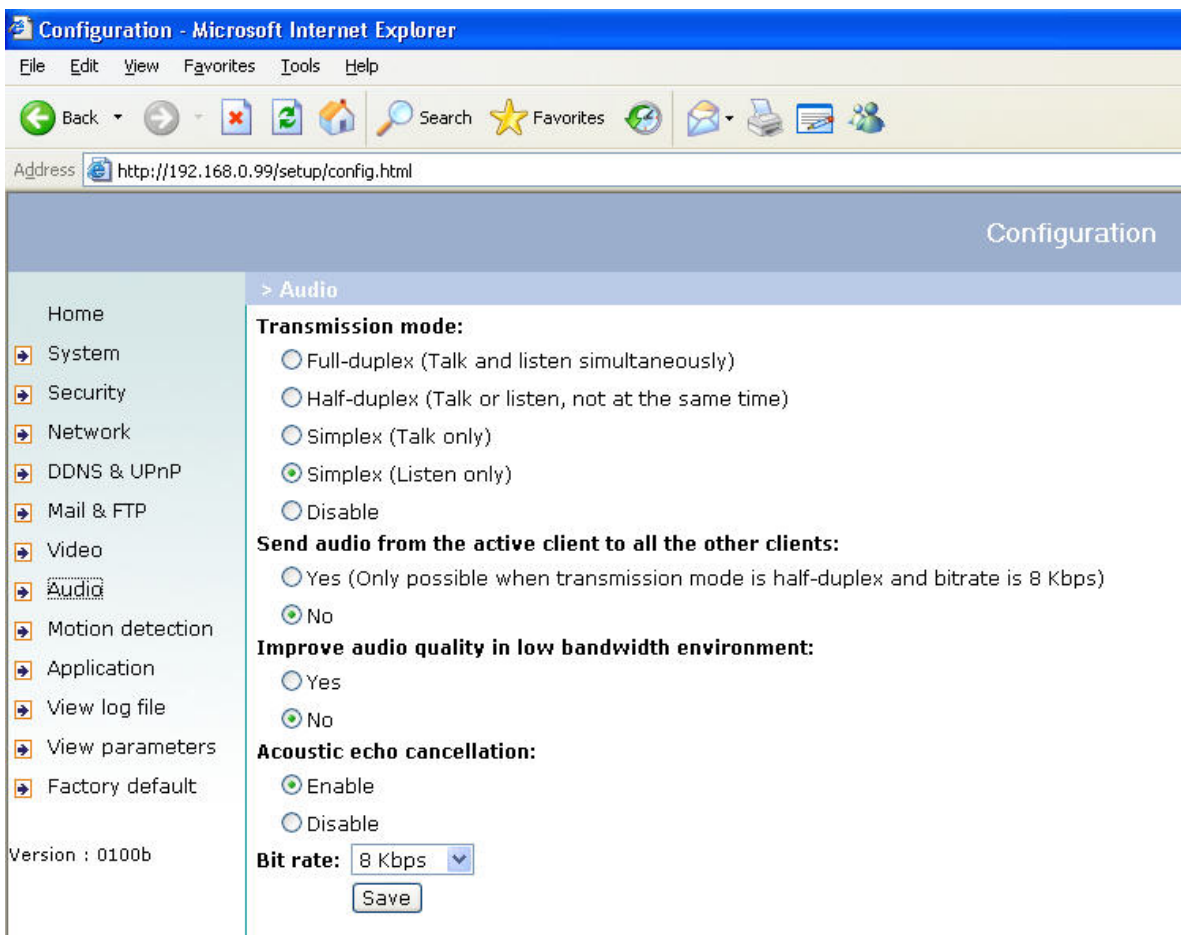 Configuration - Microsoft Internet Explorer
File Edit View Favorites Tools Help
Back Search Favorites
Address http://192.168.0.99/setup/config.html
Configuration
Home
System
Security
Network
DDNS & UPnP
Mail & FTP
Video
Audio
Motion detection
Application
View log file
View parameters
Factory default
Version : 0100b
> Audio
Transmission mode:
Full-duplex (Talk and listen simultaneously)
Half-duplex (Talk or listen, not at the same time)
Simplex (Talk only)
Simplex (Listen only)
Disable
Send audio from the active client to all the other clients:
Yes (Only possible when transmission mode is half-duplex and bitrate is 8 Kbps)
No
Improve audio quality in low bandwidth environment:
Yes
No
Acoustic echo cancellation:
Enable
Disable
Bit rate: 8 Kbps
Save